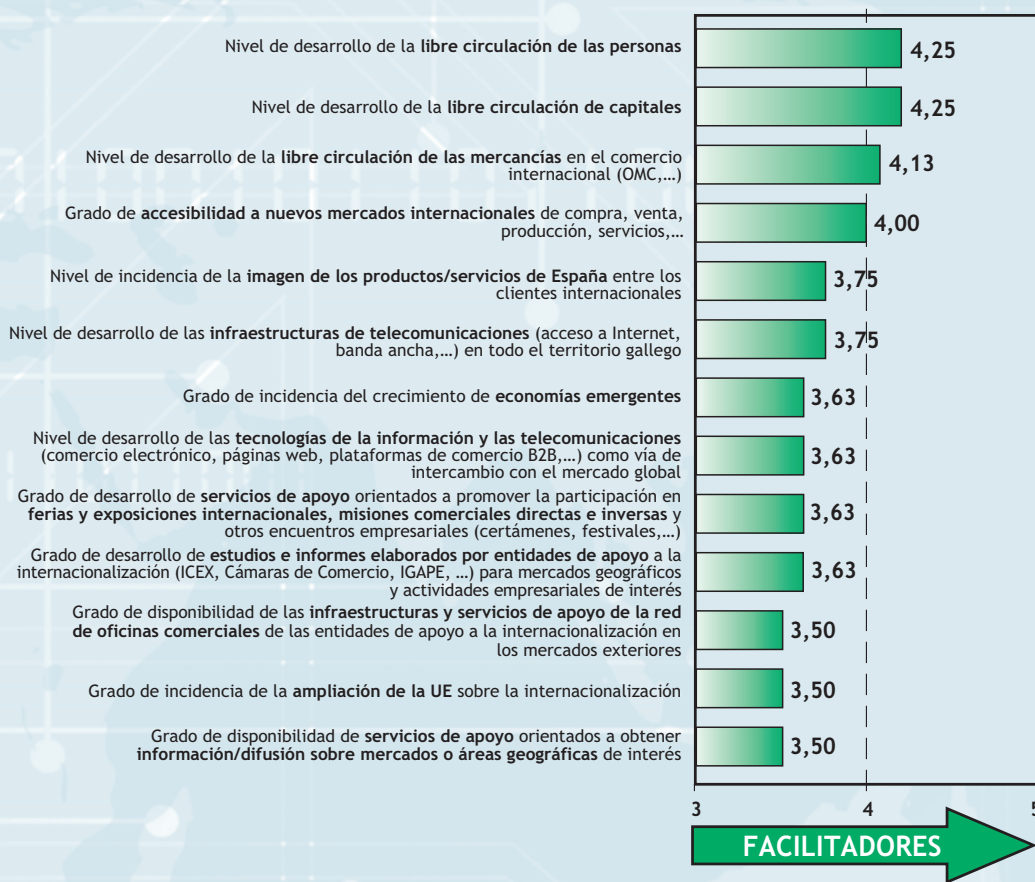 Nivel de desarrollo de la libre circulación de las personas
4,25
Nivel de desarrollo de la libre circulación de capitales
4,25
Nivel de desarrollo de la libre circulación de las mercancías en el comercio
internacional (OMC,…)
4,13
Grado de accesibilidad a nuevos mercados internacionales de compra, venta,
producción, servicios,…
4,00
Nivel de incidencia de la imagen de los productos/servicios de España entre los
clientes internacionales
3,75
Nivel de desarrollo de las infraestructuras de telecomunicaciones (acceso a Internet,
banda ancha,…) en todo el territorio gallego
3,75
Grado de incidencia del crecimiento de economías emergentes
3,63
Nivel de desarrollo de las tecnologías de la información y las telecomunicaciones
(comercio electrónico, páginas web, plataformas de comercio B2B,…) como vía de
intercambio con el mercado global
3,63
Grado de desarrollo de servicios de apoyo orientados a promover la participación en
ferias y exposiciones internacionales, misiones comerciales directas e inversas y
otros encuentros empresariales (certámenes, festivales,…)
3,63
Grado de desarrollo de estudios e informes elaborados por entidades de apoyo a la
internacionalización (ICEX, Cámaras de Comercio, IGAPE, …) para mercados geográficos
y actividades empresariales de interés
3,63
Grado de disponibilidad de las infraestructuras y servicios de apoyo de la red
de oficinas comerciales de las entidades de apoyo a la internacionalización en
los mercados exteriores
3,50
Grado de incidencia de la ampliación de la UE sobre la internacionalización
3,50
Grado de disponibilidad de servicios de apoyo orientados a obtener
información/difusión sobre mercados o áreas geográficas de interés
3,50
3 4 5
FACILITADORES